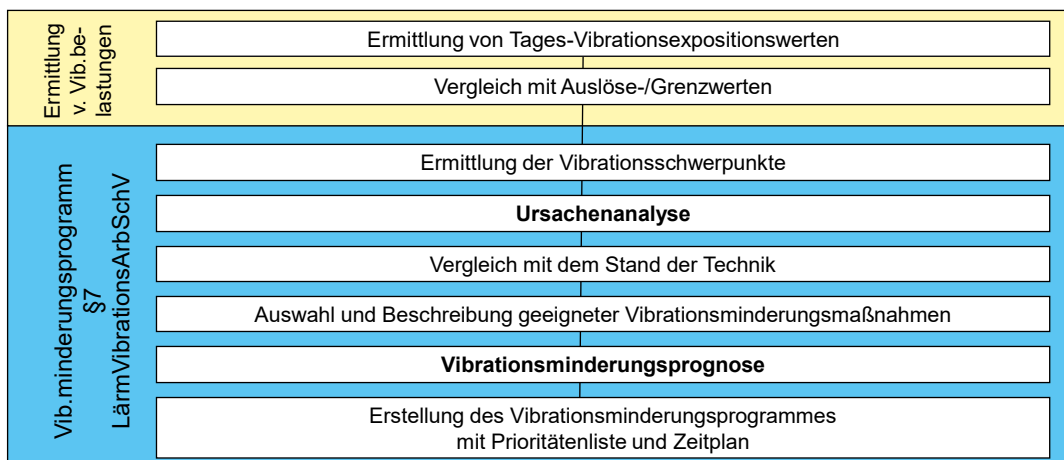 Ermittlung
v. Vib.be-
lastungen
Ermittlung von Tages-Vibrationsexpositionswerten
Vergleich mit Auslöse-/Grenzwerten
Vib.minderungsprogramm
§7
LärmVibrationsArbSchV
Ermittlung der Vibrationsschwerpunkte
Ursachenanalyse
Vergleich mit dem Stand der Technik
Auswahl und Beschreibung geeigneter Vibrationsminderungsmaßnahmen
Vibrationsminderungsprognose
Erstellung des Vibrationsminderungsprogrammes
mit Prioritätenliste und Zeitplan